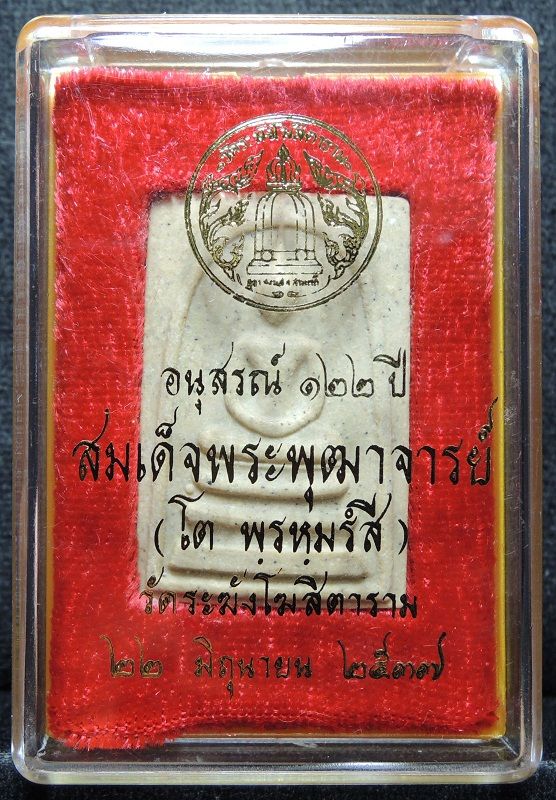 อนุสรณ์ ๑๒๒ ปี
สมเด็จพระพุฒาจารย์
( โต พฺรหฺมรํสี )
วัดระฆังโฆสิตาราม
๒๒ มิถุนายน ๒๕๓๗